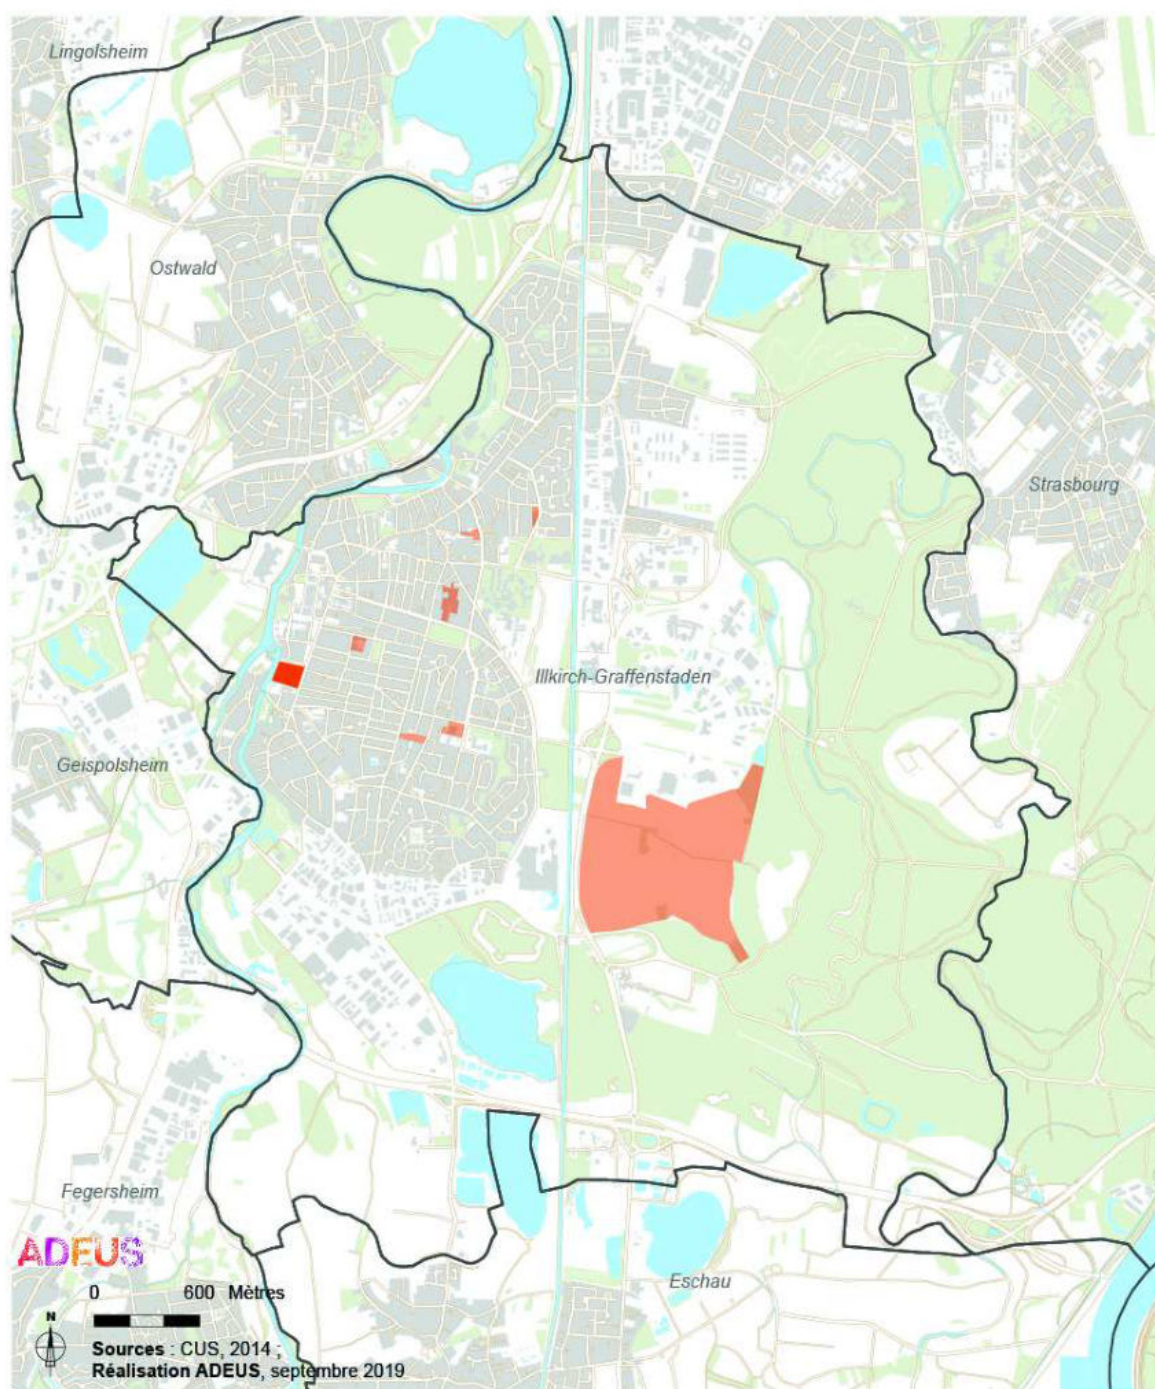 Lingolsheim
Ostwald
Strasbourg
Illkirch-Graffenstaden
Geispolsheim
Fegersheim
ADEUS
Eschau
0 600 Mètres
N
Sources : CUS, 2014 ;
Réalisation ADEUS, septembre 2019